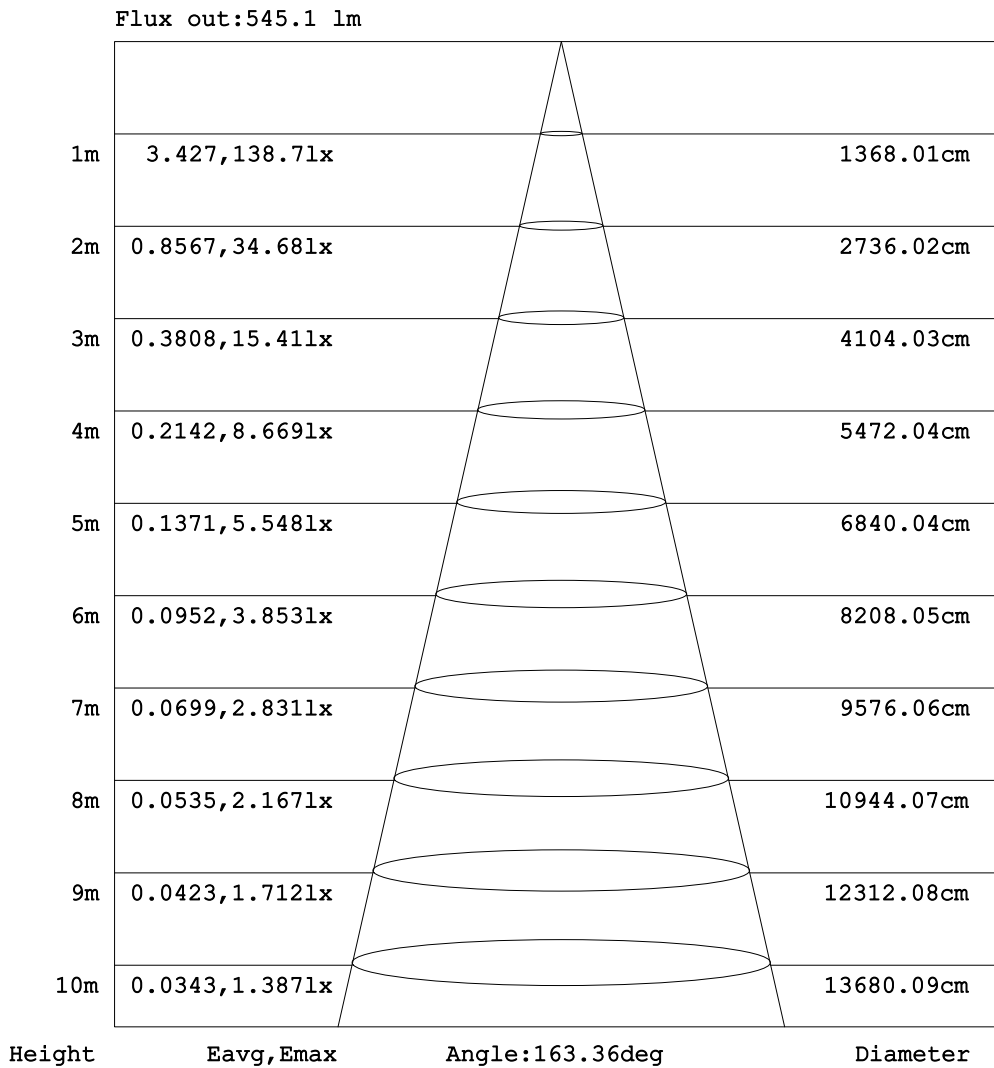 Flux out:545.1 lm
1m 3.427,138.7lx 1368.01cm
2m 0.8567,34.68lx 2736.02cm
3m 0.3808,15.41lx 4104.03cm
4m 0.2142,8.669lx 5472.04cm
5m 0.1371,5.548lx 6840.04cm
6m 0.0952,3.853lx 8208.05cm
7m 0.0699,2.831lx 9576.06cm
8m 0.0535,2.167lx 10944.07cm
9m 0.0423,1.712lx 12312.08cm
10m 0.0343,1.387lx 13680.09cm
Height Eavg,Emax Angle:163.36deg Diameter